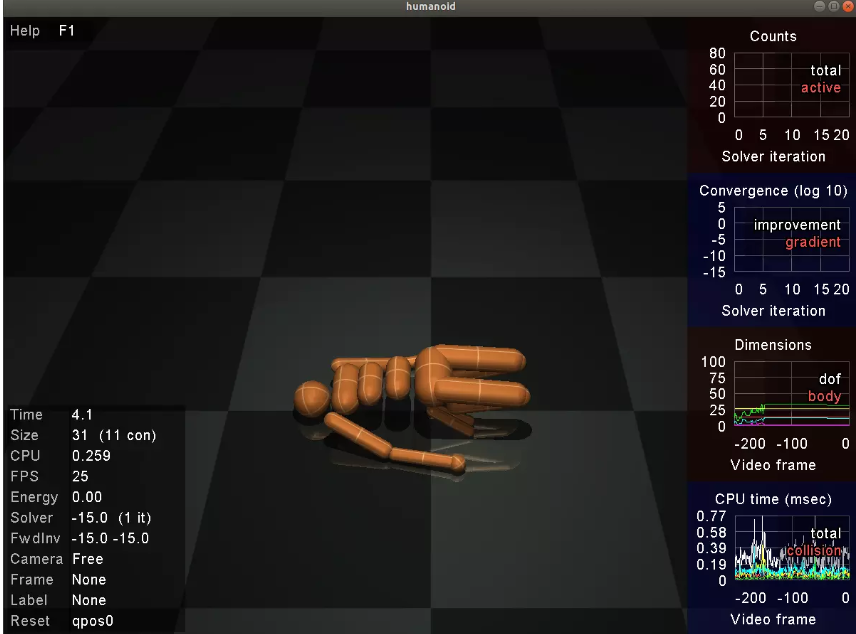 humanoid
Help F1
Counts
80
60
40
20
0
total
active
0 5 10 15 20
Solver iteration
Convergence (log 10)
5
0
-5
-10
-15
improvement
gradient
0 5 10 15 20
Solver iteration
Dimensions
100
75
50
25
0
dof
body
-200 -100 0
Video frame
CPU time (msec)
0.77
0.58
0.39
0.19
0
total
collision
-200 -100 0
Video frame
Time 4.1
Size 31 (11 con)
CPU 0.259
FPS 25
Energy 0.00
Solver -15.0 (1 it)
FwdInv -15.0 -15.0
Camera Free
Frame None
Label None
Reset qpos0